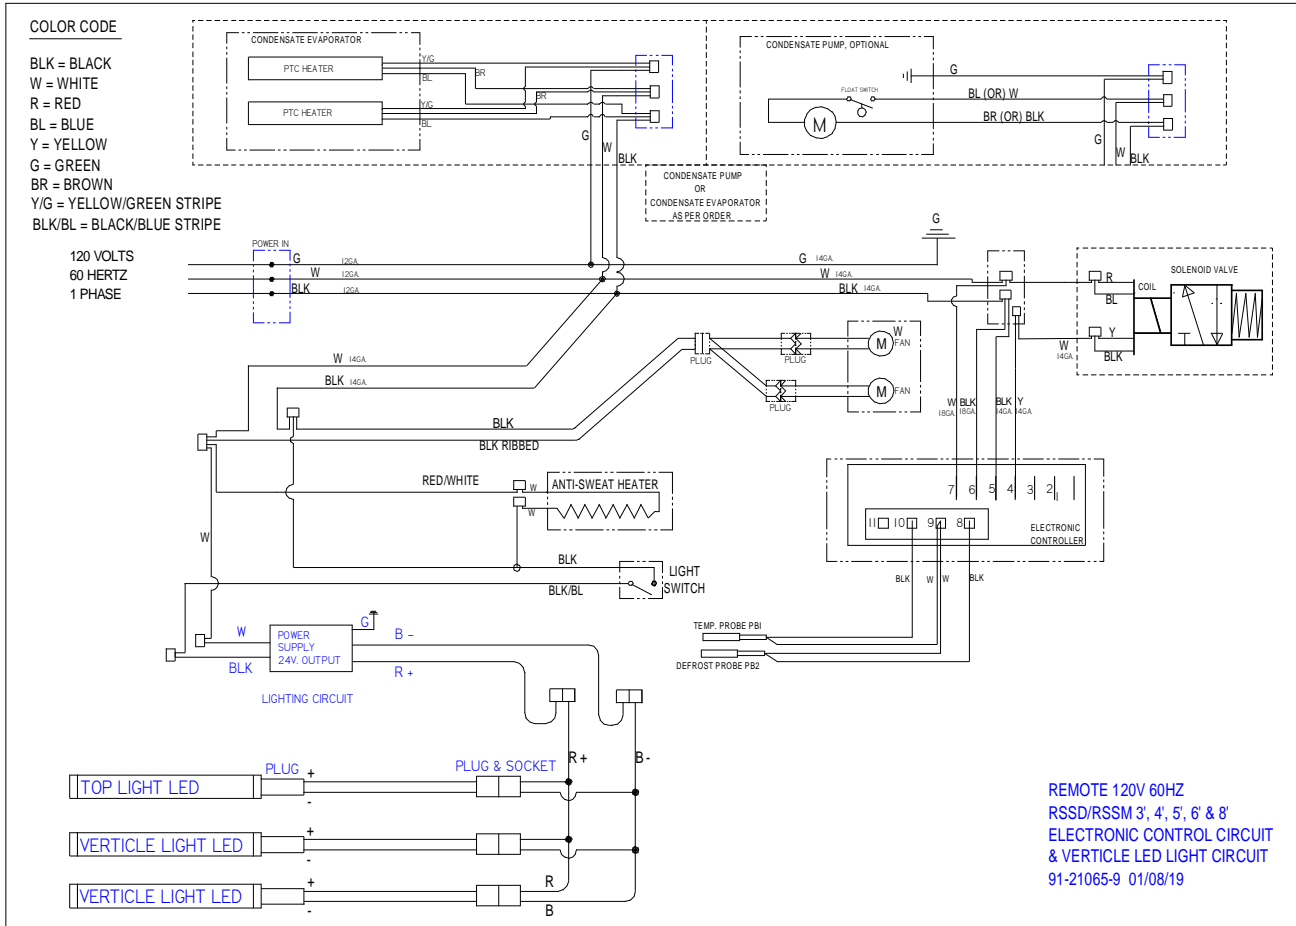 COLOR CODE
BLK = BLACK
W = WHITE
R = RED
BL = BLUE
Y = YELLOW
G = GREEN
BR = BROWN
Y/G = YELLOW/GREEN STRIPE
BLK/BL = BLACK/BLUE STRIPE
120 VOLTS
60 HERTZ
1 PHASE
CONDENSATE EVAPORATOR
PTC HEATER
PTC HEATER
Y/G
BL
BR
Y/G
BL
BR
G
W
BLK
CONDENSATE PUMP, OPTIONAL
G
FLOAT SWITCH
BL (OR) W
BR (OR) BLK
M
G
W
BLK
CONDENSATE PUMP
OR
CONDENSATE EVAPORATOR
AS PER ORDER
POWER IN
G 12GA.
W 12GA.
BLK 12GA.
G 14GA.
W 14GA.
BLK 14GA.
G
SOLENOID VALVE
R
BL
COIL
Y
BLK
W
14GA.
W 14GA.
BLK 14GA.
PLUG
PLUG
PLUG
M
W
FAN
M
FAN
BLK
BLK RIBBED
W BLK
18GA. 18GA.
BLK Y
14GA. 14GA.
RED/WHITE
W
W
ANTI-SWEAT HEATER
7 6 5 4 3 2 1
11 10 9 8
ELECTRONIC
CONTROLLER
BLK W W BLK
TEMP. PROBE PB1
DEFROST PROBE PB2
W
BLK
BLK/BL
LIGHT
SWITCH
W
BLK
POWER
SUPPLY
24V. OUTPUT
G
B -
R +
LIGHTING CIRCUIT
R +
B -
PLUG
PLUG & SOCKET
TOP LIGHT LED
+
-
VERTICLE LIGHT LED
+
-
VERTICLE LIGHT LED
+
-
R
B
REMOTE 120V 60HZ
RSSD/RSSM 3', 4', 5', 6' & 8'
ELECTRONIC CONTROL CIRCUIT
& VERTICLE LED LIGHT CIRCUIT
91-21065-9 01/08/19